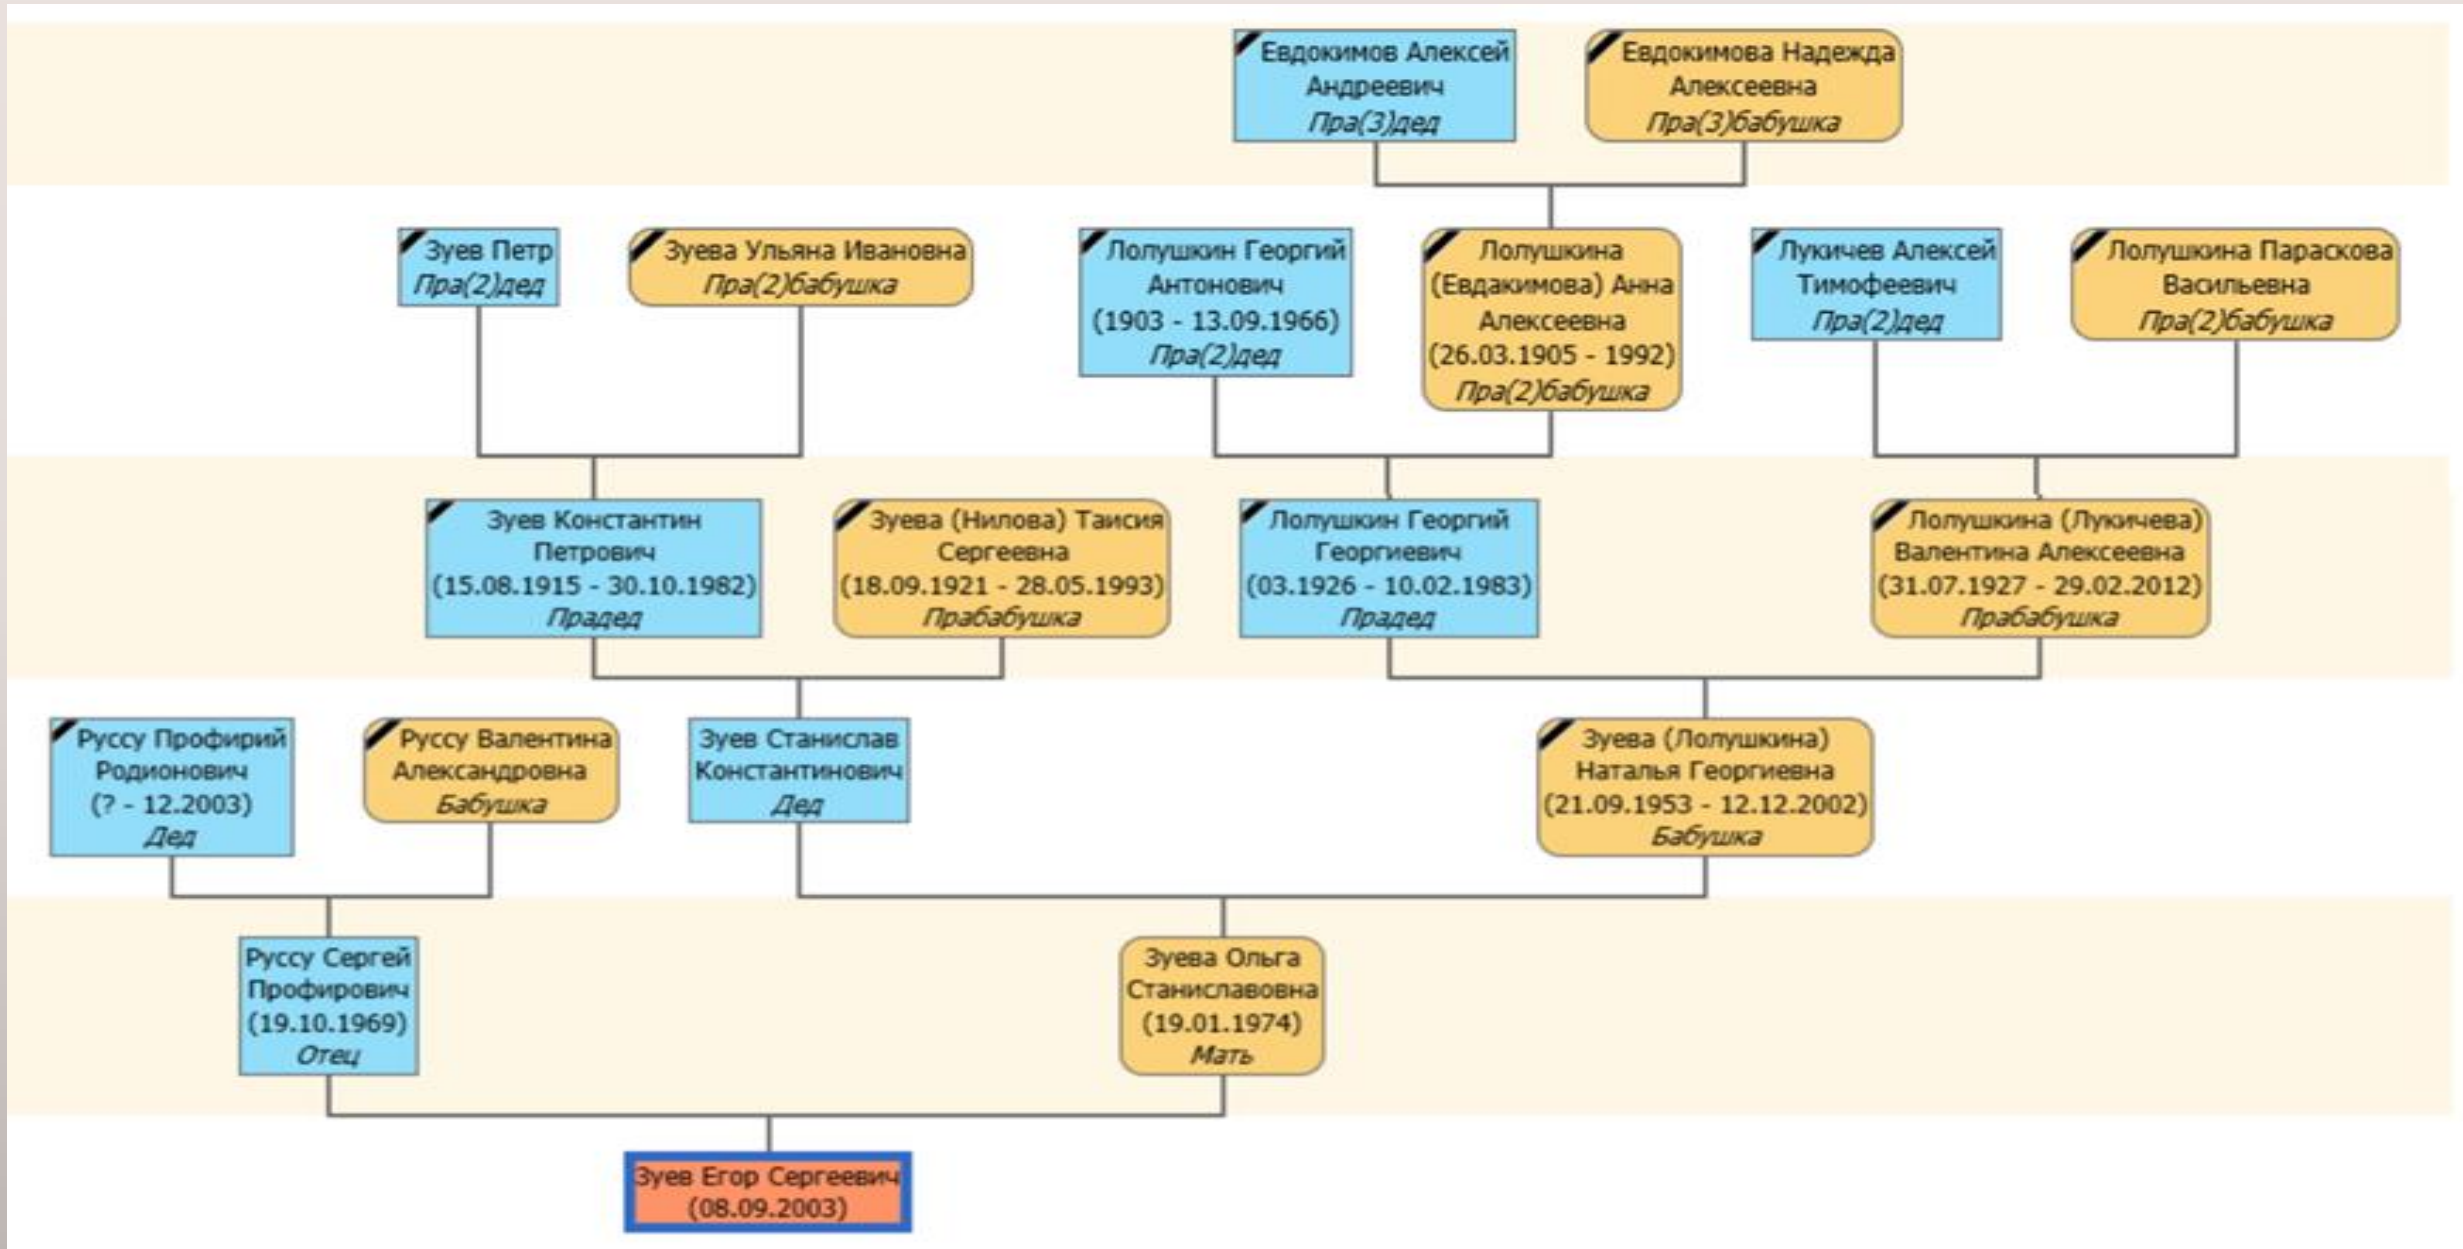 Евдокимов Алексей
Андреевич
Пра(3)дед
Евдокимова Надежда
Алексеевна
Пра(3)бабушка
Зуев Петр
Пра(2)дед
Зуева Ульяна Ивановна
Пра(2)бабушка
Лолушкин Георгий
Антонович
(1903 - 13.09.1966)
Пра(2)дед
Лолушкина
(Евдакимова) Анна
Алексеевна
(26.03.1905 - 1992)
Пра(2)бабушка
Лукичев Алексей
Тимофеевич
Пра(2)дед
Лолушкина Параскова
Васильевна
Пра(2)бабушка
Зуев Константин
Петрович
(15.08.1915 - 30.10.1982)
Прадед
Зуева (Нилова) Таисия
Сергеевна
(18.09.1921 - 28.05.1993)
Прабабушка
Лолушкин Георгий
Георгиевич
(03.1926 - 10.02.1983)
Прадед
Лолушкина (Лукичева)
Валентина Алексеевна
(31.07.1927 - 29.02.2012)
Прабабушка
Руссу Профирий
Родионович
(? - 12.2003)
Дед
Руссу Валентина
Александровна
Бабушка
Зуев Станислав
Константинович
Дед
Зуева (Лолушкина)
Наталья Георгиевна
(21.09.1953 - 12.12.2002)
Бабушка
Руссу Сергей
Профирович
(19.10.1969)
Отец
Зуева Ольга
Станиславовна
(19.01.1974)
Мать
Зуев Егор Сергеевич
(08.09.2003)